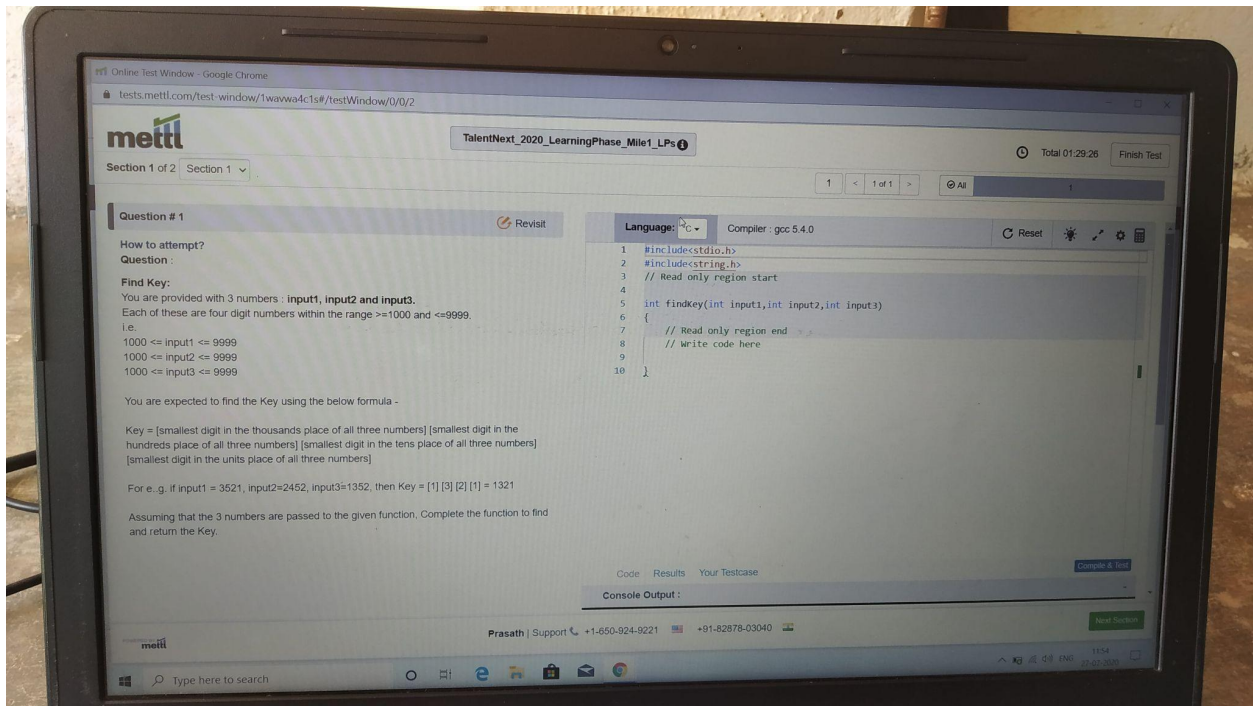 Online Test Window - Google Chrome
tests.mettl.com/test-window/1wavwa4c1s#/testWindow/0/0/2
mettl
TalentNext_2020_LearningPhase_Mile1_LPs
Total 01:29:26
Finish Test
Section 1 of 2 Section 1
1 < 1 of 1 > All 1
Question # 1
Revisit
How to attempt?
Question :
Find Key:
You are provided with 3 numbers : input1, input2 and input3.
Each of these are four digit numbers within the range >=1000 and <=9999.
i.e.
1000 <= input1 <= 9999
1000 <= input2 <= 9999
1000 <= input3 <= 9999
You are expected to find the Key using the below formula -
Key = [smallest digit in the thousands place of all three numbers] [smallest digit in the
hundreds place of all three numbers] [smallest digit in the tens place of all three numbers]
[smallest digit in the units place of all three numbers]
For e..g. if input1 = 3521, input2=2452, input3=1352, then Key = [1] [3] [2] [1] = 1321
Assuming that the 3 numbers are passed to the given function, Complete the function to find
and return the Key.
Language: C Compiler : gcc 5.4.0
Reset
1 #include<stdio.h>
2 #include<string.h>
3 // Read only region start
4
5 int findKey(int input1,int input2,int input3)
6 {
7 // Read only region end
8 // Write code here
9
10 }
Code Results Your Testcase
Compile & Test
Console Output :
mettl
Prasath | Support +1-650-924-9221 +91-82878-03040
Next Section
Type here to search
ENG
11:54
27-07-2020